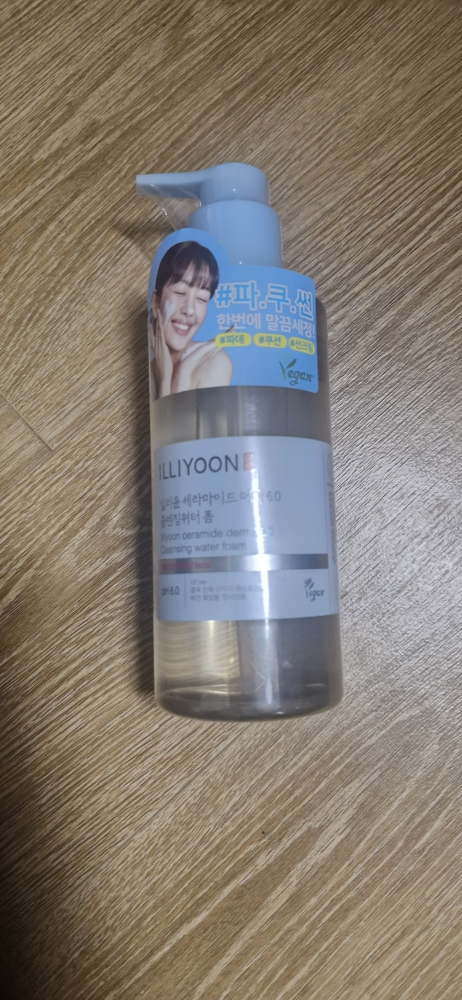 #파.쿠.썬
한번에 말끔세정!
#파데 #쿠션 #선크림
Vegan
ILLIYOON
일리윤 세라마이드 더마 6.0
클렌징워터 폼
Illiyoon ceramide derma 6.0
Cleansing water foam
pH 6.0
Vegan